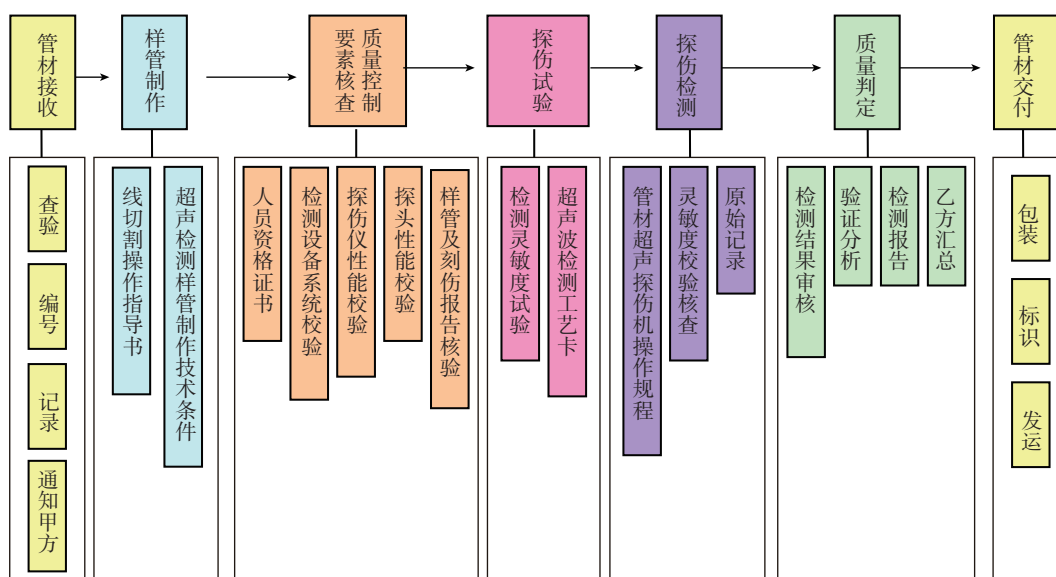 管材接收
样管制作
质量控制
要素核查
探伤试验
探伤检测
质量判定
管材交付
查验
编号
记录
通知甲方
线切割操作指导书
超声检测样管制作技术条件
人员资格证书
检测设备系统校验
探伤仪性能校验
探头性能校验
样管及刻伤报告核验
检测灵敏度试验
超声波检测工艺卡
管材超声探伤机操作规程
灵敏度校验核查
原始记录
检测结果审核
验证分析
检测报告
乙方汇总
包装
标识
发运